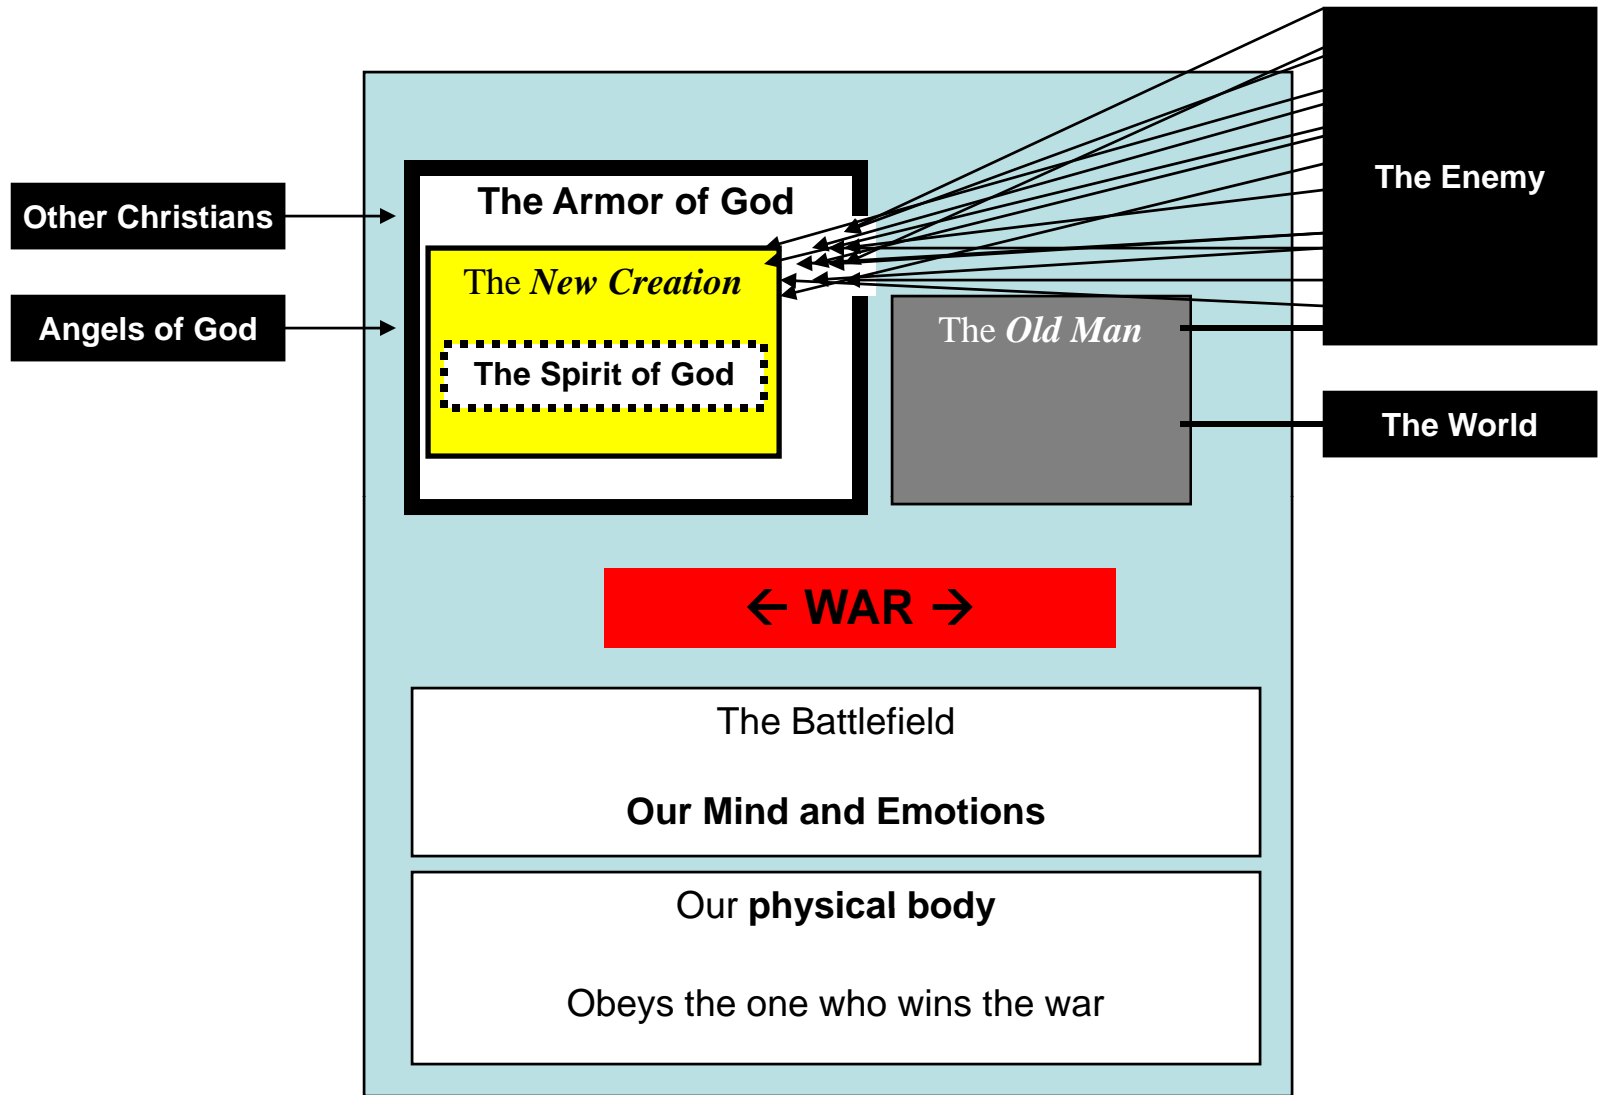 The Enemy
The Armor of God
Other Christians
The New Creation
Angels of God
The Old Man
The Spirit of God
The World
← WAR →
The Battlefield
Our Mind and Emotions
Our physical body
Obeys the one who wins the war